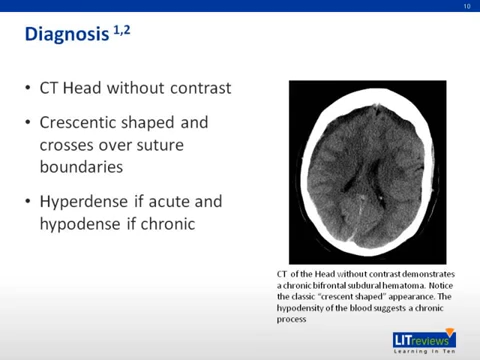 10
Diagnosis 1,2
• CT Head without contrast
• Crescentic shaped and
crosses over suture
boundaries
• Hyperdense if acute and
hypodense if chronic
CT of the Head without contrast demonstrates
a chronic bifrontal subdural hematoma. Notice
the classic “crescent shaped” appearance. The
hypodensity of the blood suggests a chronic
process
LITreviews
Learning in Ten